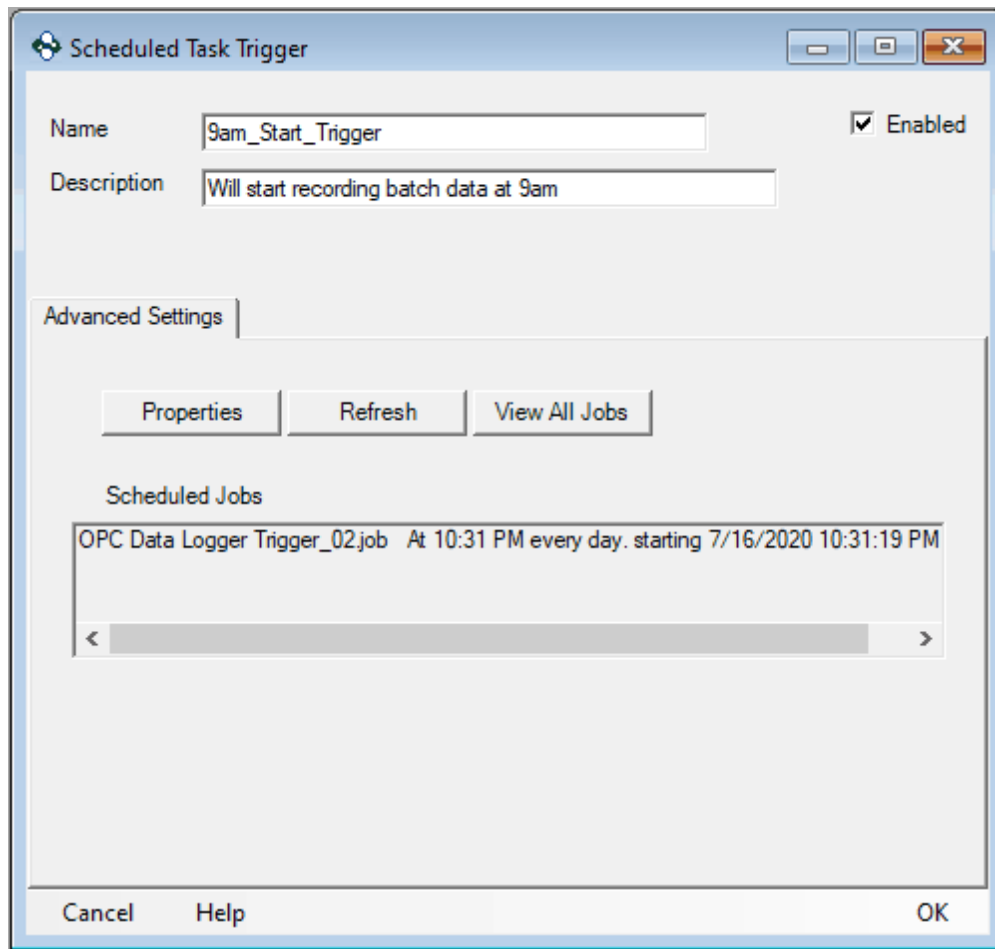 Scheduled Task Trigger
Name
9am_Start_Trigger
Enabled
Description
Will start recording batch data at 9am
Advanced Settings
Properties
Refresh
View All Jobs
Scheduled Jobs
OPC Data Logger Trigger_02.job At 10:31 PM every day. starting 7/16/2020 10:31:19 PM
Cancel
Help
OK